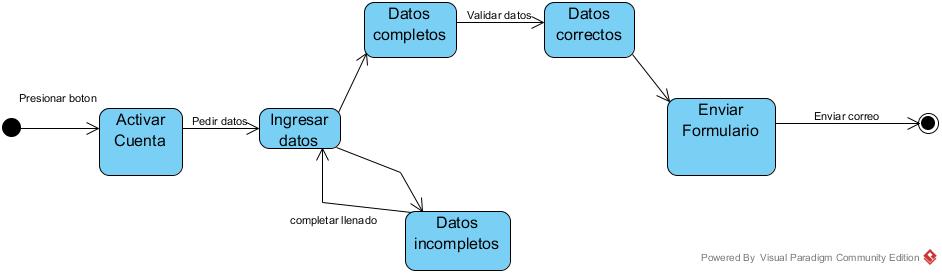 Presionar boton
Activar
Cuenta
Pedir datos
Ingresar
datos
Datos
completos
Validar datos
Datos
correctos
completar llenado
Datos
incompletos
Enviar
Formulario
Enviar correo
Powered By Visual Paradigm Community Edition